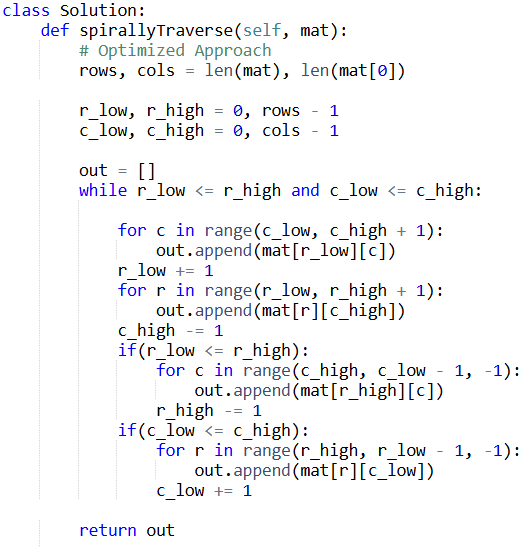 class Solution:
    def spirallyTraverse(self, mat):
        # Optimized Approach
        rows, cols = len(mat), len(mat[0])

        r_low, r_high = 0, rows - 1
        c_low, c_high = 0, cols - 1

        out = []
        while r_low <= r_high and c_low <= c_high:

            for c in range(c_low, c_high + 1):
                out.append(mat[r_low][c])
            r_low += 1
            for r in range(r_low, r_high + 1):
                out.append(mat[r][c_high])
            c_high -= 1
            if(r_low <= r_high):
                for c in range(c_high, c_low - 1, -1):
                    out.append(mat[r_high][c])
                r_high -= 1
            if(c_low <= c_high):
                for r in range(r_high, r_low - 1, -1):
                    out.append(mat[r][c_low])
                c_low += 1

        return out